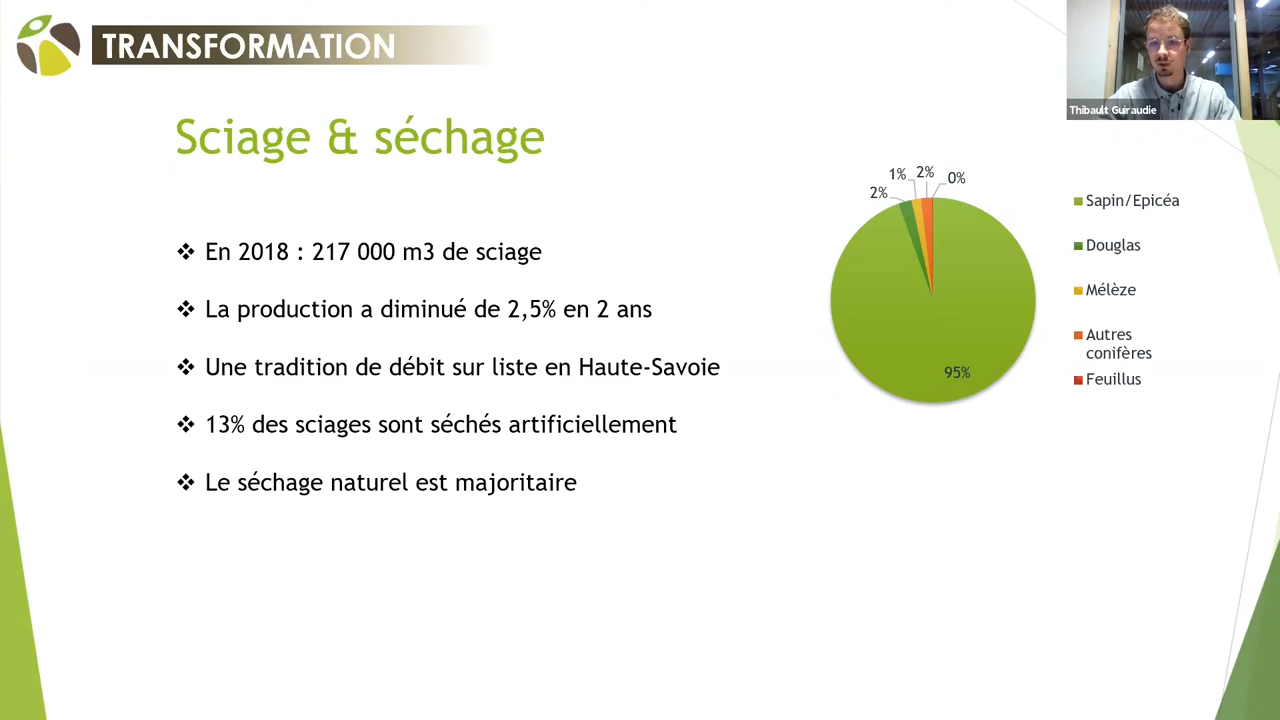 TRANSFORMATION
Thibault Guiraudie
Sciage & séchage
❖ En 2018 : 217 000 m3 de sciage
❖ La production a diminué de 2,5% en 2 ans
❖ Une tradition de débit sur liste en Haute-Savoie
❖ 13% des sciages sont séchés artificiellement
❖ Le séchage naturel est majoritaire
2%
1%
2%
0%
95%
Sapin/Epicéa
Douglas
Mélèze
Autres
conifères
Feuillus